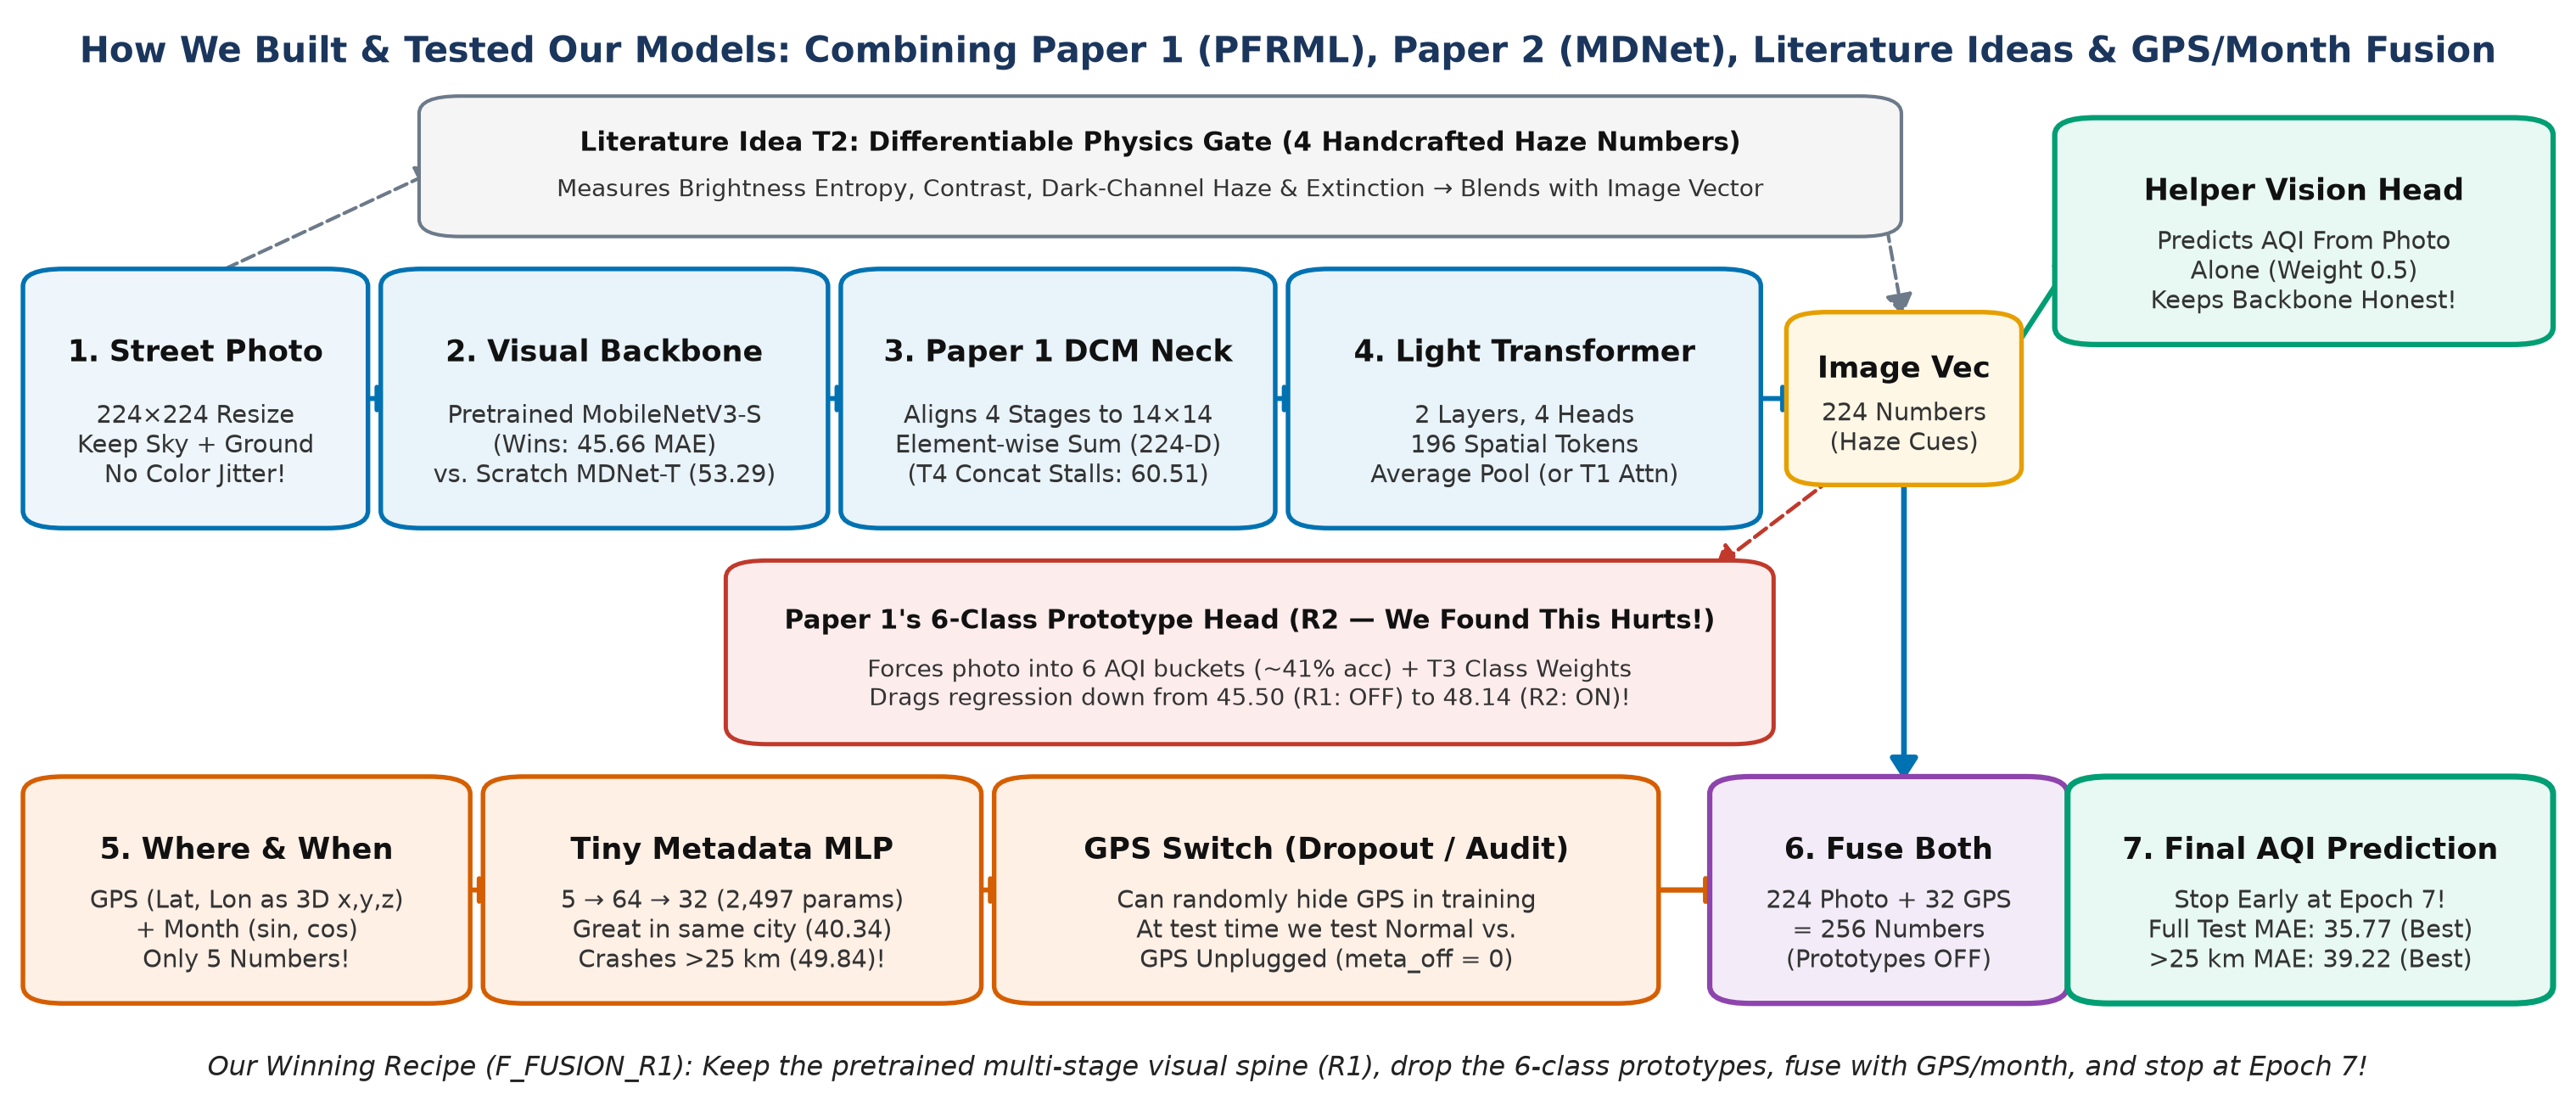 How We Built & Tested Our Models: Combining Paper 1 (PFRML), Paper 2 (MDNet), Literature Ideas & GPS/Month Fusion
Literature Idea T2: Differentiable Physics Gate (4 Handcrafted Haze Numbers)
Measures Brightness Entropy, Contrast, Dark-Channel Haze & Extinction → Blends with Image Vector
Helper Vision Head
Predicts AQI From Photo
Alone (Weight 0.5)
Keeps Backbone Honest!
1. Street Photo
224×224 Resize
Keep Sky + Ground
No Color Jitter!
2. Visual Backbone
Pretrained MobileNetV3-S
(Wins: 45.66 MAE)
vs. Scratch MDNet-T (53.29)
3. Paper 1 DCM Neck
Aligns 4 Stages to 14×14
Element-wise Sum (224-D)
(T4 Concat Stalls: 60.51)
4. Light Transformer
2 Layers, 4 Heads
196 Spatial Tokens
Average Pool (or T1 Attn)
Image Vec
224 Numbers
(Haze Cues)
Paper 1's 6-Class Prototype Head (R2 — We Found This Hurts!)
Forces photo into 6 AQI buckets (~41% acc) + T3 Class Weights
Drags regression down from 45.50 (R1: OFF) to 48.14 (R2: ON)!
5. Where & When
GPS (Lat, Lon as 3D x,y,z)
+ Month (sin, cos)
Only 5 Numbers!
Tiny Metadata MLP
5 → 64 → 32 (2,497 params)
Great in same city (40.34)
Crashes >25 km (49.84)!
GPS Switch (Dropout / Audit)
Can randomly hide GPS in training
At test time we test Normal vs.
GPS Unplugged (meta_off = 0)
6. Fuse Both
224 Photo + 32 GPS
= 256 Numbers
(Prototypes OFF)
7. Final AQI Prediction
Stop Early at Epoch 7!
Full Test MAE: 35.77 (Best)
>25 km MAE: 39.22 (Best)
Our Winning Recipe (F_FUSION_R1): Keep the pretrained multi-stage visual spine (R1), drop the 6-class prototypes, fuse with GPS/month, and stop at Epoch 7!